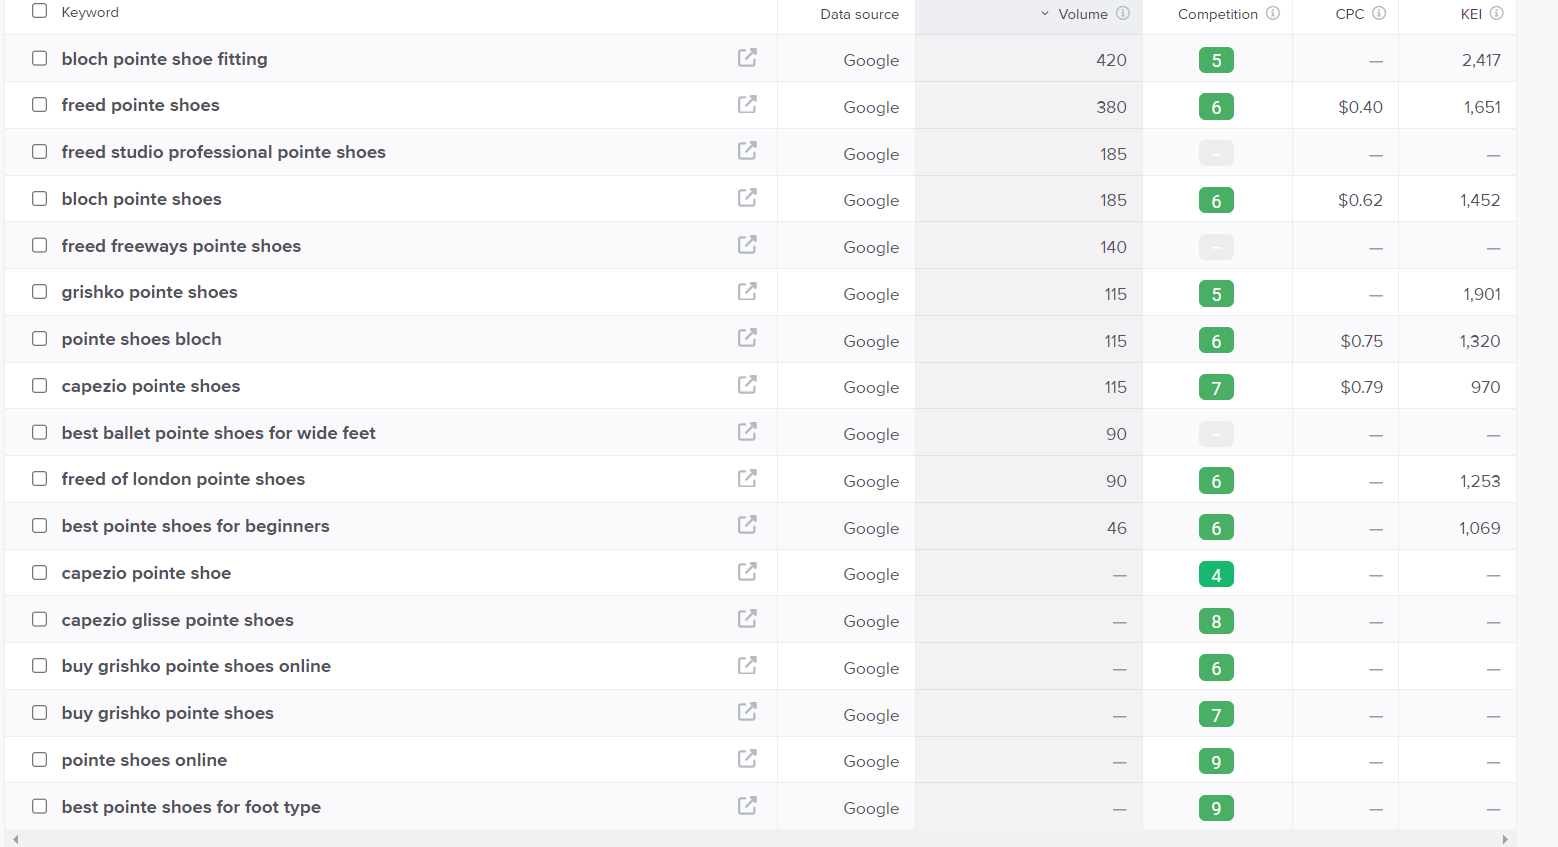 Keyword Data source Volume Competition CPC KEI
bloch pointe shoe fitting Google 420 5 — 2,417
freed pointe shoes Google 380 6 $0.40 1,651
freed studio professional pointe shoes Google 185 – — —
bloch pointe shoes Google 185 6 $0.62 1,452
freed freeways pointe shoes Google 140 – — —
grishko pointe shoes Google 115 5 — 1,901
pointe shoes bloch Google 115 6 $0.75 1,320
capezio pointe shoes Google 115 7 $0.79 970
best ballet pointe shoes for wide feet Google 90 – — —
freed of london pointe shoes Google 90 6 — 1,253
best pointe shoes for beginners Google 46 6 — 1,069
capezio pointe shoe Google — 4 — —
capezio glisse pointe shoes Google — 8 — —
buy grishko pointe shoes online Google — 6 — —
buy grishko pointe shoes Google — 7 — —
pointe shoes online Google — 9 — —
best pointe shoes for foot type Google — 9 — —